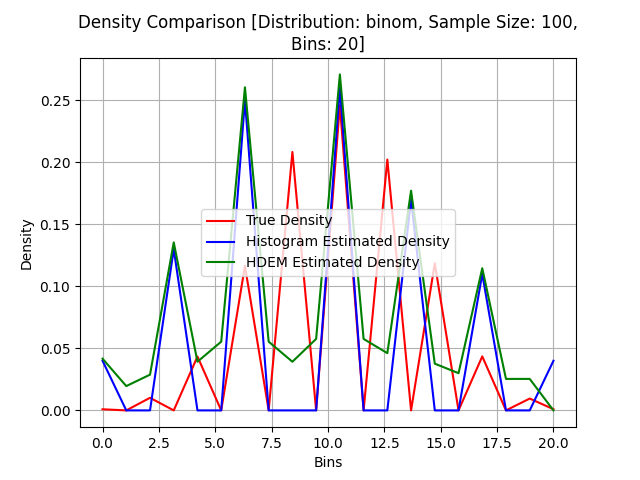 Density Comparison [Distribution: binom, Sample Size: 100,
Bins: 20]
Density
0.25
0.20
0.15
0.10
0.05
0.00
True Density
Histogram Estimated Density
HDEM Estimated Density
0.0 2.5 5.0 7.5 10.0 12.5 15.0 17.5 20.0
Bins